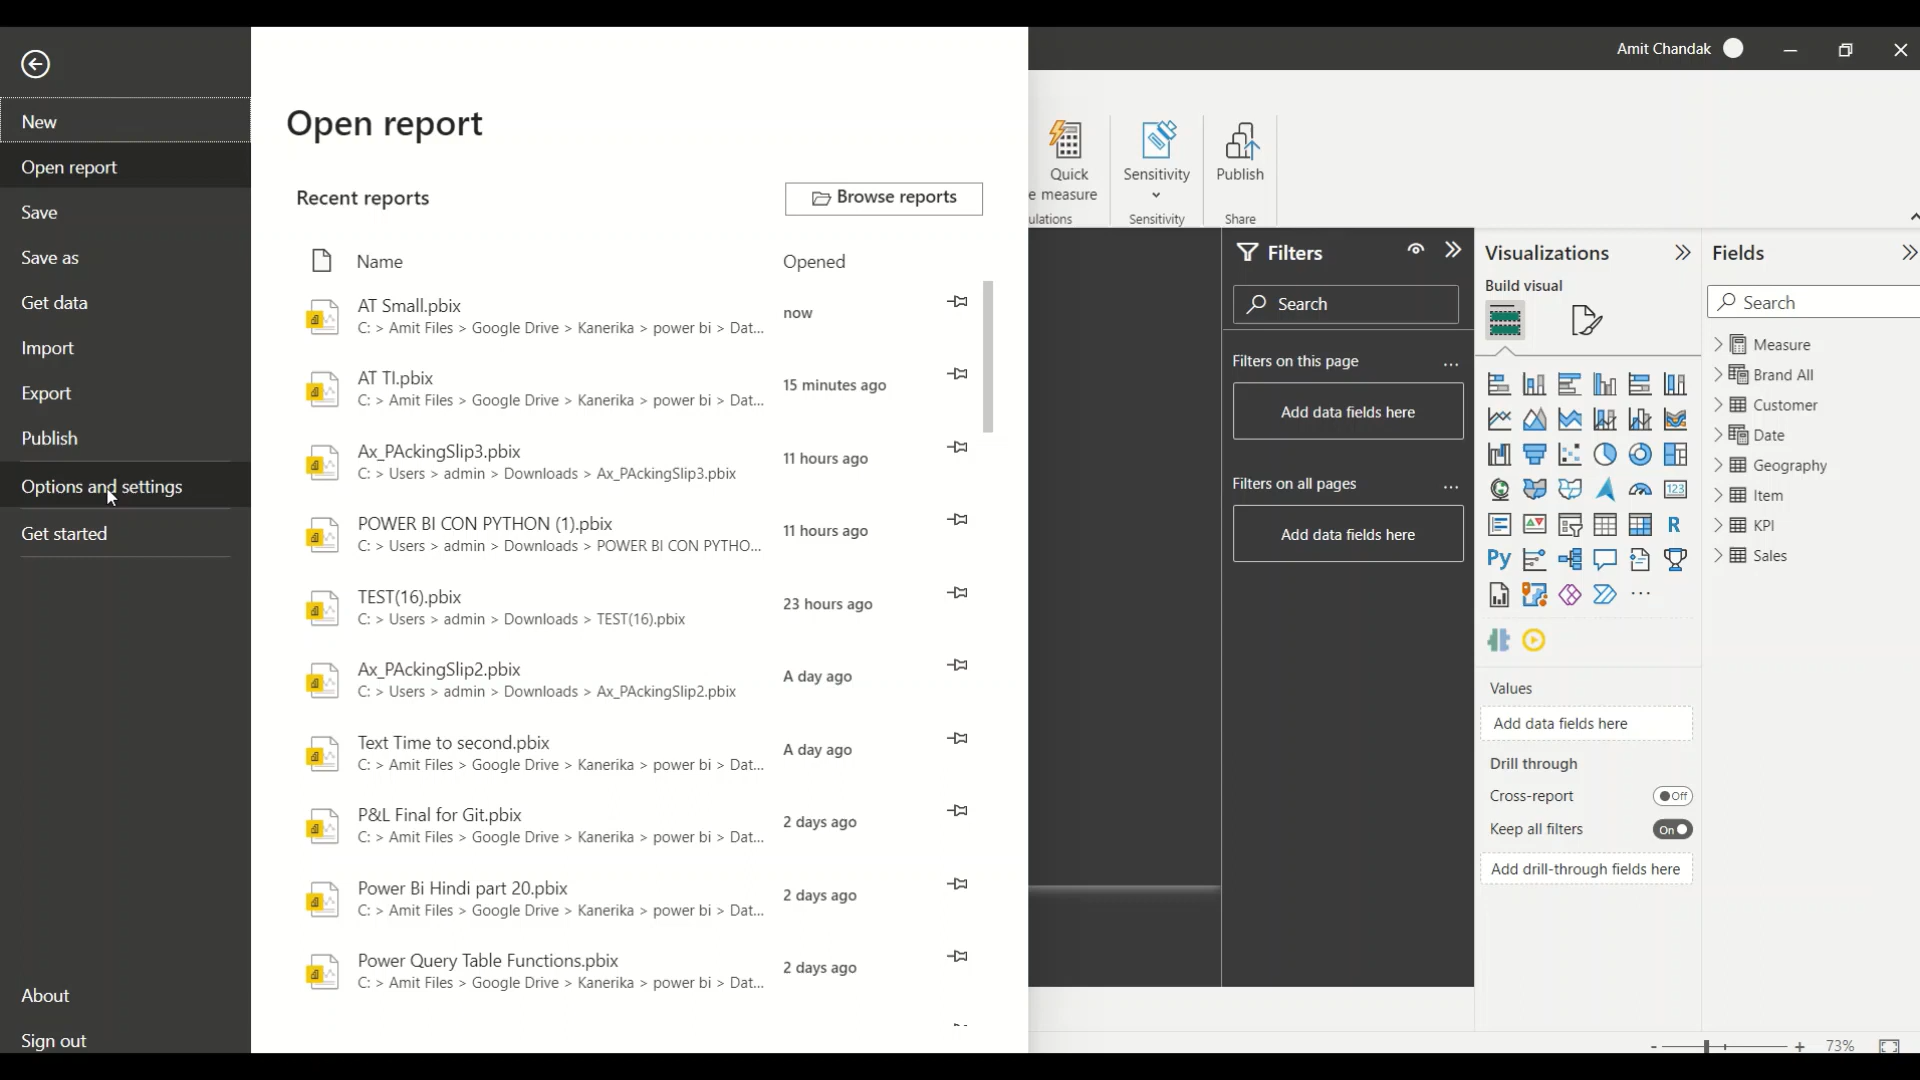 Amit Chandak
New
Open report
Save
Save as
Get data
Import
Export
Publish
Options and settings
Get started
About
Sign out
Open report
Recent reports
Browse reports
Name
Opened
AT Small.pbix
C: > Amit Files > Google Drive > Kanerika > power bi > Dat...
now
AT TI.pbix
C: > Amit Files > Google Drive > Kanerika > power bi > Dat...
15 minutes ago
Ax_PAckingSlip3.pbix
C: > Users > admin > Downloads > Ax_PAckingSlip3.pbix
11 hours ago
POWER BI CON PYTHON (1).pbix
C: > Users > admin > Downloads > POWER BI CON PYTHO...
11 hours ago
TEST(16).pbix
C: > Users > admin > Downloads > TEST(16).pbix
23 hours ago
Ax_PAckingSlip2.pbix
C: > Users > admin > Downloads > Ax_PAckingSlip2.pbix
A day ago
Text Time to second.pbix
C: > Amit Files > Google Drive > Kanerika > power bi > Dat...
A day ago
P&L Final for Git.pbix
C: > Amit Files > Google Drive > Kanerika > power bi > Dat...
2 days ago
Power Bi Hindi part 20.pbix
C: > Amit Files > Google Drive > Kanerika > power bi > Dat...
2 days ago
Power Query Table Functions.pbix
C: > Amit Files > Google Drive > Kanerika > power bi > Dat...
2 days ago
Quick
e measure
ulations
Sensitivity
Sensitivity
Publish
Share
Filters
Search
Filters on this page
...
Add data fields here
Filters on all pages
...
Add data fields here
Visualizations
Build visual
123
R
Py
...
Values
Add data fields here
Drill through
Cross-report
Off
Keep all filters
On
Add drill-through fields here
Fields
Search
Measure
Brand All
Customer
Date
Geography
Item
KPI
Sales
- + 73%